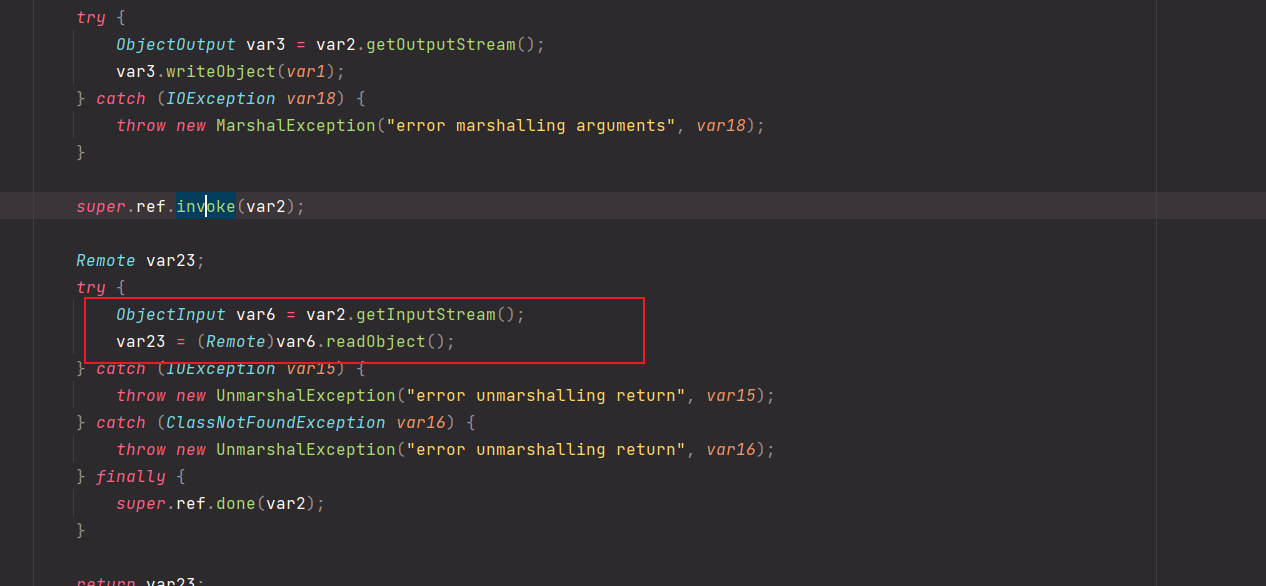 try {
ObjectOutput var3 = var2.getOutputStream();
var3.writeObject(var1);
} catch (IOException var18) {
throw new MarshalException("error marshalling arguments", var18);
}
super.ref.invoke(var2);
Remote var23;
try {
ObjectInput var6 = var2.getInputStream();
var23 = (Remote)var6.readObject();
} catch (IOException var15) {
throw new UnmarshalException("error unmarshalling return", var15);
} catch (ClassNotFoundException var16) {
throw new UnmarshalException("error unmarshalling return", var16);
} finally {
super.ref.done(var2);
}
return var23;